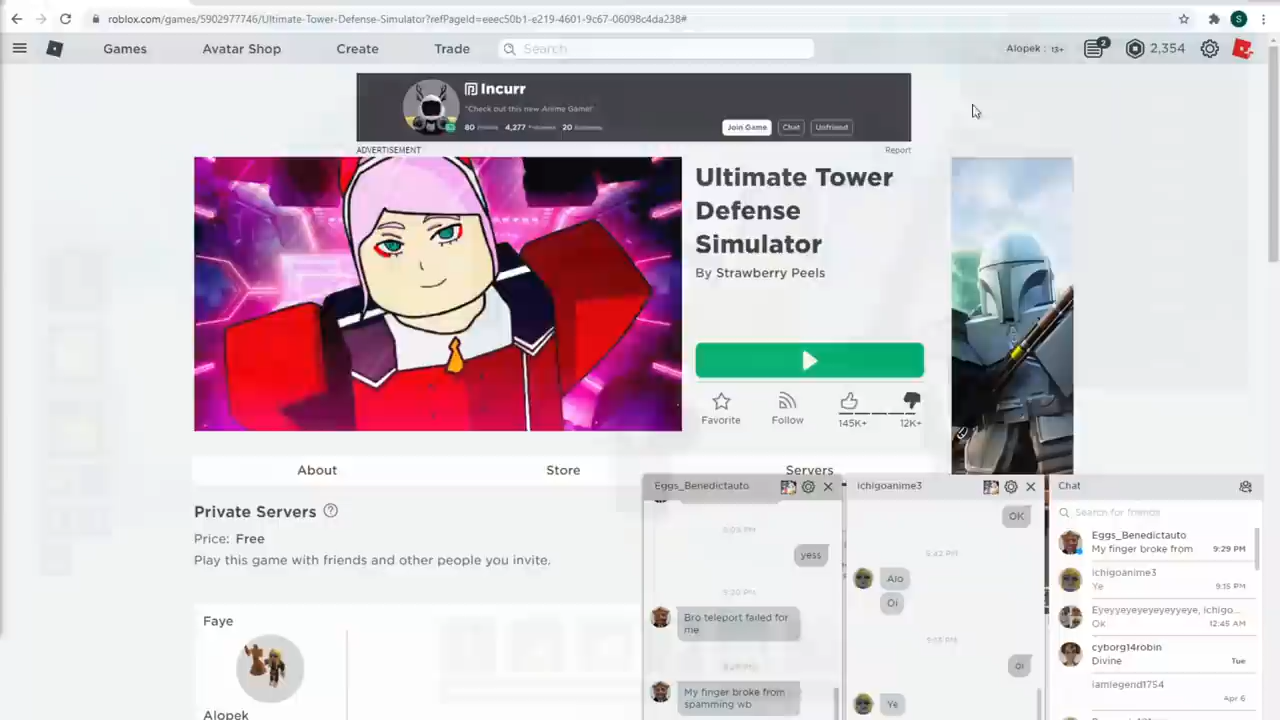 roblox.com/games/5902977746/Ultimate-Tower-Defense-Simulator?refPageId=eeec50b1-e219-4601-9c67-06098c4da238#
S
Games
Avatar Shop
Create
Trade
Search
Alopek : 13+
2
2,354
Incurr
"Check out this new Anime Game!"
80
4,277
20
Join Game
Chat
Unfriend
ADVERTISEMENT
Report
Ultimate Tower
Defense
Simulator
By Strawberry Peels
Favorite
Follow
145K+
12K+
About
Store
Servers
Private Servers
Price: Free
Play this game with friends and other people you invite.
Faye
Alopek
Eggs_Benedictauto
yess
Bro teleport failed for
me
My finger broke from
spamming wb
ichigoanime3
OK
9:42 PM
Alo
Oi
oi
Ye
Chat
Search for friends
Eggs_Benedictauto
My finger broke from
9:29 PM
ichigoanime3
Ye
9:15 PM
Eyeyyeyeyeyeyyeye, ichigo...
Ok
12:45 AM
cyborg14robin
Divine
Tue
iamlegend1754
Apr 6